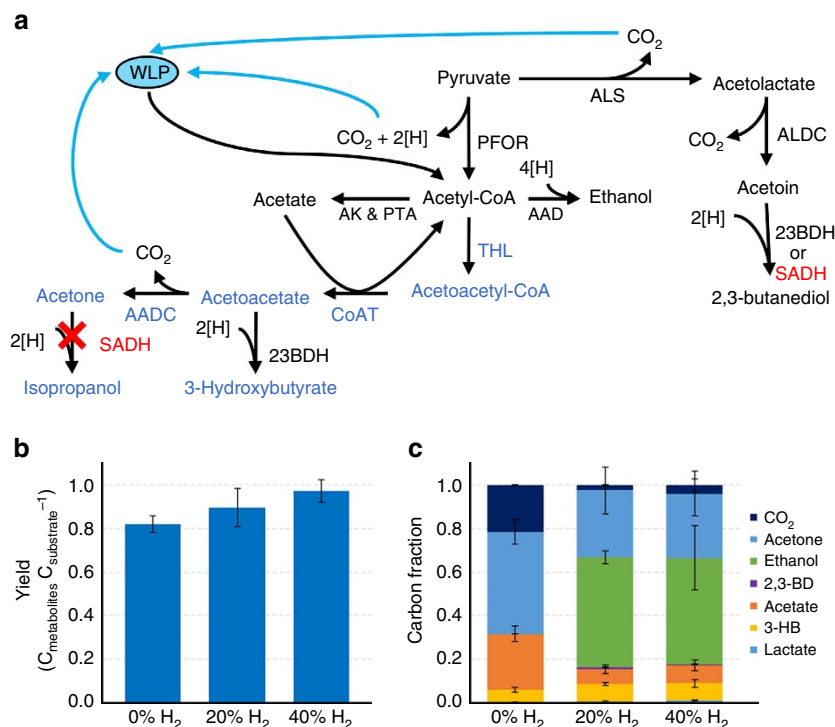 a
CO2
WLP
Pyruvate
ALS
Acetolactate
CO2 + 2[H]
PFOR
CO2
ALDC
4[H]
Acetate
AK & PTA
Acetyl-CoA
AAD
Ethanol
Acetoin
2[H]
23BDH
or
SADH
2,3-butanediol
THL
CO2
Acetone
AADC
Acetoacetate
CoAT
Acetoacetyl-CoA
2[H]
SADH
2[H]
23BDH
Isopropanol
3-Hydroxybutyrate
b
Yield
(Cmetabolites Csubstrate−1)
1.0
0.8
0.6
0.4
0.2
0.0
0% H2 20% H2 40% H2
c
Carbon fraction
1.0
0.8
0.6
0.4
0.2
0.0
0% H2 20% H2 40% H2
CO2
Acetone
Ethanol
2,3-BD
Acetate
3-HB
Lactate